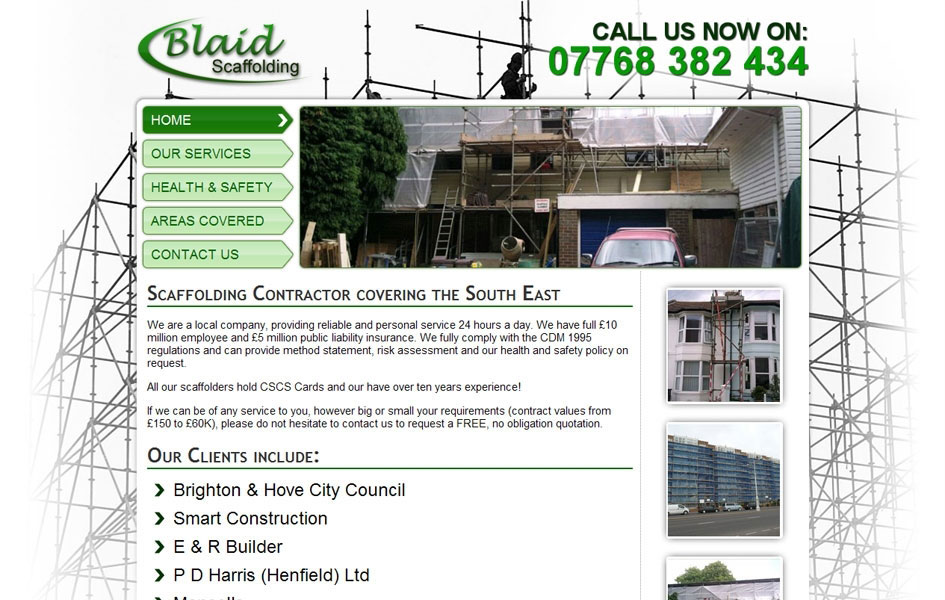 Blaid
Scaffolding
CALL US NOW ON:
07768 382 434
HOME
OUR SERVICES
HEALTH & SAFETY
AREAS COVERED
CONTACT US
Scaffolding Contractor covering the South East
We are a local company, providing reliable and personal service 24 hours a day. We have full £10
million employee and £5 million public liability insurance. We fully comply with the CDM 1995
regulations and can provide method statement, risk assessment and our health and safety policy on
request.
All our scaffolders hold CSCS Cards and our have over ten years experience!
If we can be of any service to you, however big or small your requirements (contract values from
£150 to £60K), please do not hesitate to contact us to request a FREE, no obligation quotation.
Our Clients include:
Brighton & Hove City Council
Smart Construction
E & R Builder
P D Harris (Henfield) Ltd